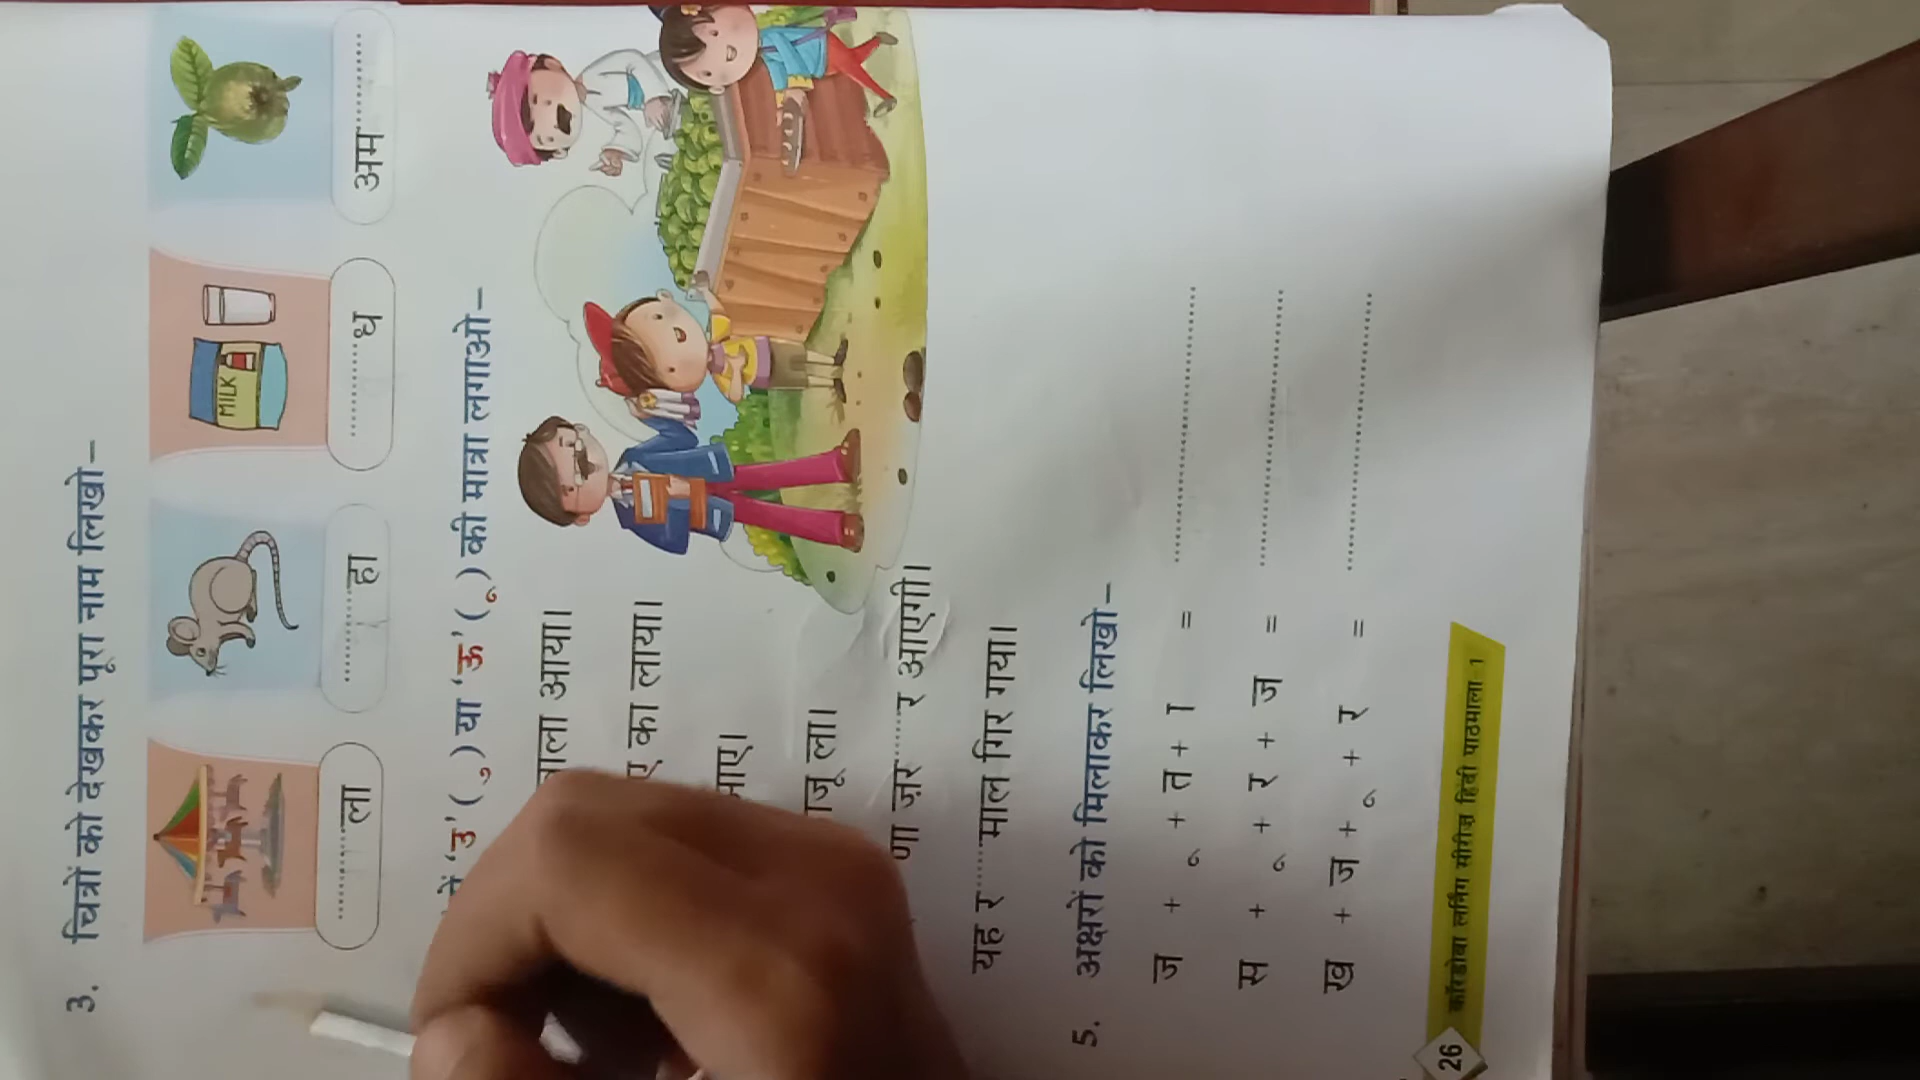 3. चित्रों को देखकर पूरा नाम लिखो–
MILK
............ला ............हा ............ध अम............
में 'उ' ( ु ) या 'ऊ' ( ू ) की मात्रा लगाओ–
आया।
का लाया।
ला।
ज़र......र आएगी।
यह र......माल गिर गया।
5. अक्षरों को मिलाकर लिखो–
ज + ू + त + ा = ............................
स + ू + र + ज = ............................
ख + ज + ू + र = ............................
26 कॉरडोवा लर्निंग सीरीज़ हिंदी पाठमाला-1